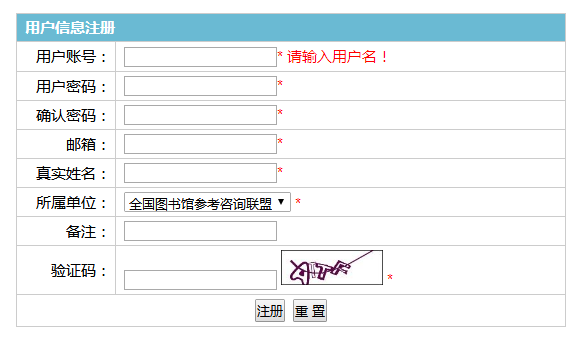 用户信息注册
用户账号： * 请输入用户名！
用户密码： *
确认密码： *
邮箱： *
真实姓名： *
所属单位： 全国图书馆参考咨询联盟 *
备注：
验证码： *
注册 重 置